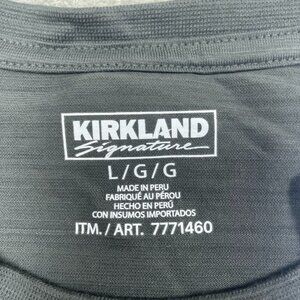 KIRKLAND
Signature
L/G/G
MADE IN PERU
FABRIQUÉ AU PÉROU
HECHO EN PERÚ
CON INSUMOS IMPORTADOS
ITM./ART. 7771460